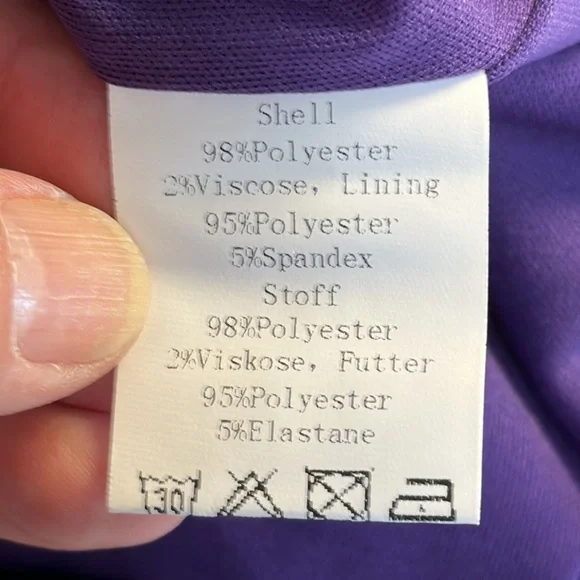 Shell
98%Polyester
2%Viscose, Lining
95%Polyester
5%Spandex
Stoff
98%Polyester
2%Viskose, Futter
95%Polyester
5%Elastane
30